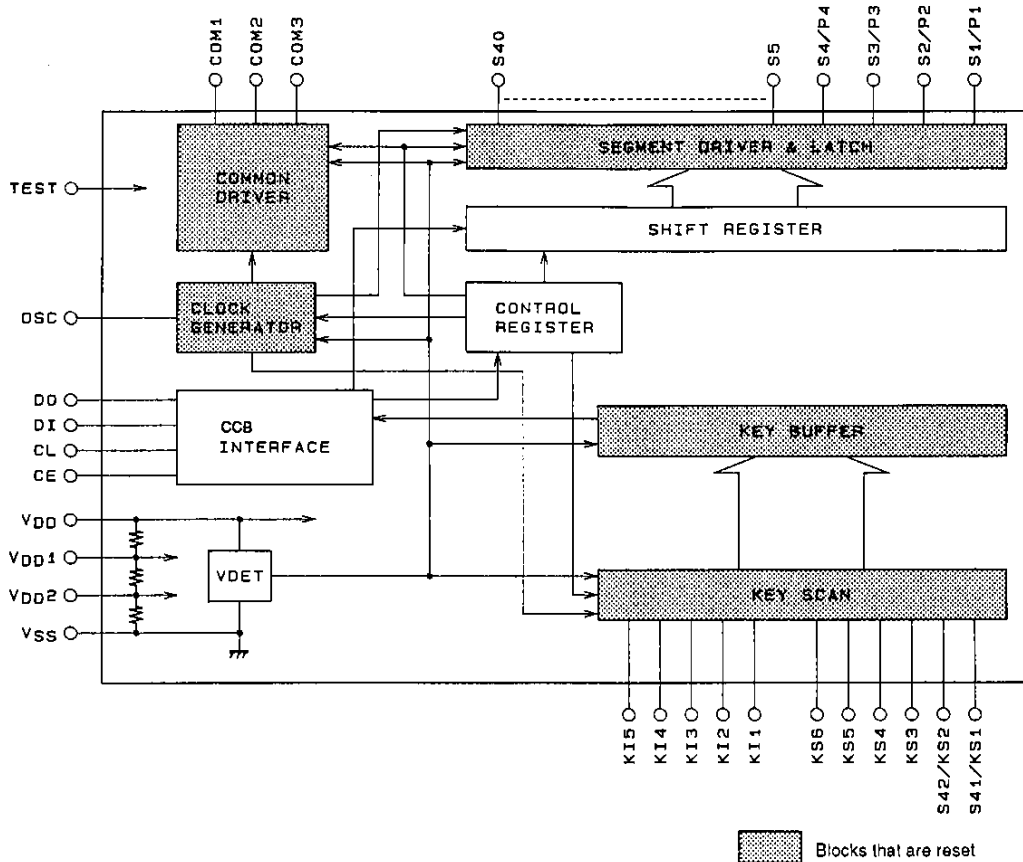 COM1
COM2
COM3
S40
S5
S4/P4
S3/P3
S2/P2
S1/P1
TEST
COMMON
DRIVER
SEGMENT DRIVER & LATCH
SHIFT REGISTER
OSC
CLOCK
GENERATOR
CONTROL
REGISTER
DO
DI
CL
CE
CCB
INTERFACE
KEY BUFFER
VDD
VDD1
VDD2
VSS
VDET
KEY SCAN
KI5
KI4
KI3
KI2
KI1
KS6
KS5
KS4
KS3
S42/KS2
S41/KS1
Blocks that are reset